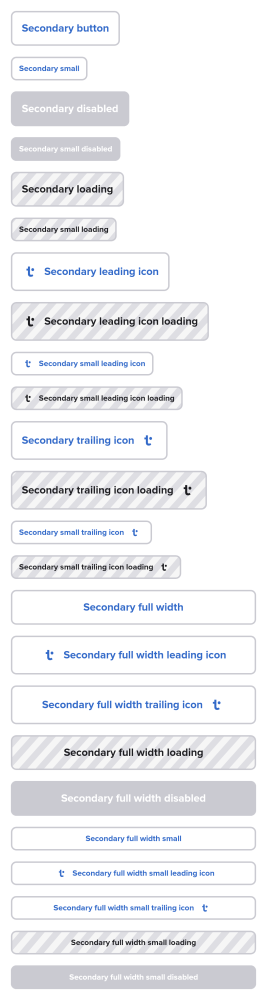 Secondary button
Secondary small
Secondary disabled
Secondary small disabled
Secondary loading
Secondary small loading
Secondary leading icon
Secondary leading icon loading
Secondary small leading icon
Secondary small leading icon loading
Secondary trailing icon
Secondary trailing icon loading
Secondary small trailing icon
Secondary small trailing icon loading
Secondary full width
Secondary full width leading icon
Secondary full width trailing icon
Secondary full width loading
Secondary full width disabled
Secondary full width small
Secondary full width small leading icon
Secondary full width small trailing icon
Secondary full width small loading
Secondary full width small disabled